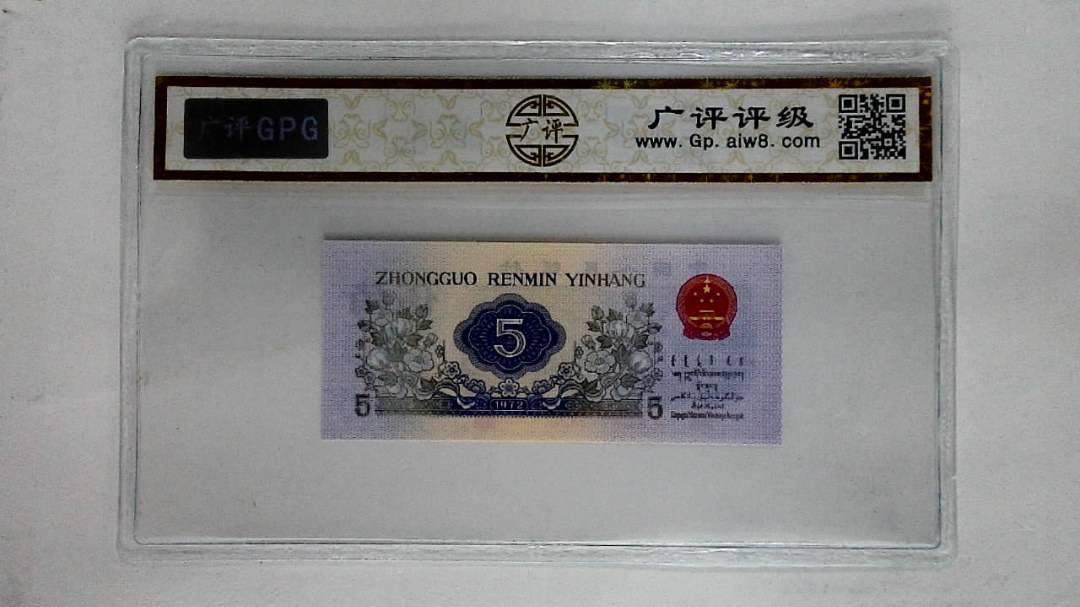 广评GPG
广评
广评评级
www.Gp.aiw8.com
ZHONGGUO RENMIN YINHANG
5
1972
5
5